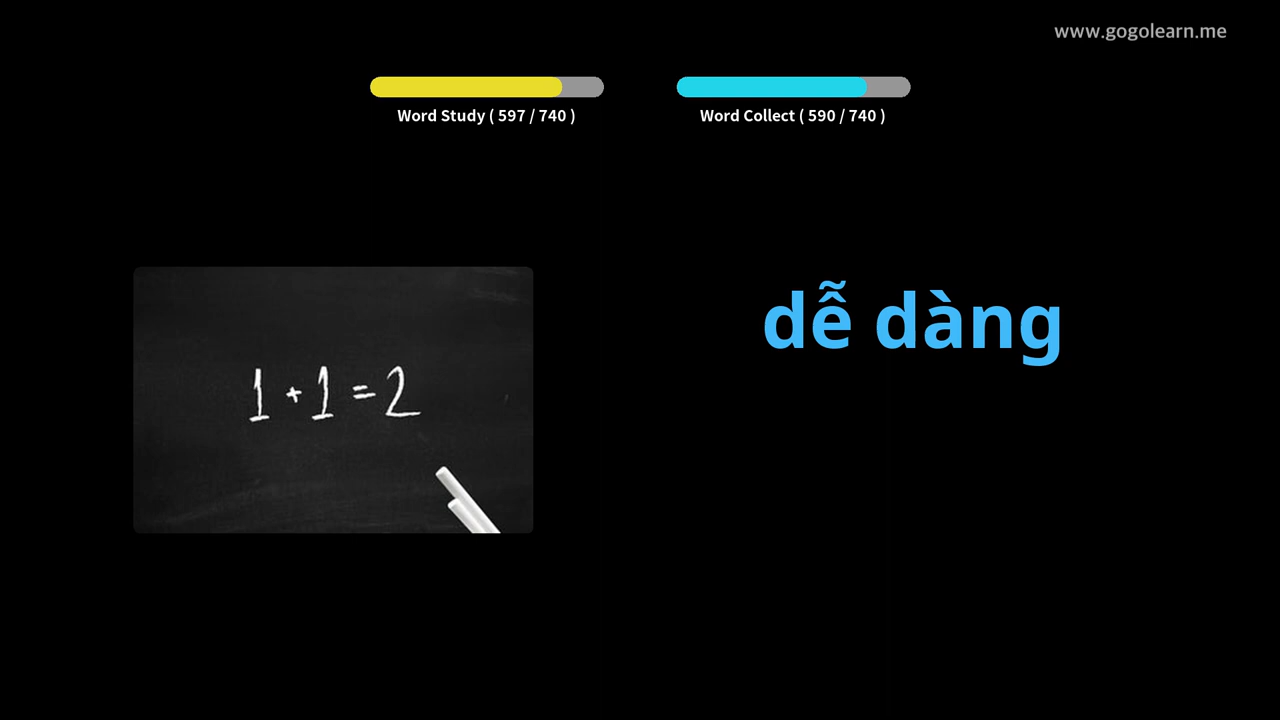 www.gogolearn.me
Word Study ( 597 / 740 )
Word Collect ( 590 / 740 )
dễ dàng
1 + 1 = 2